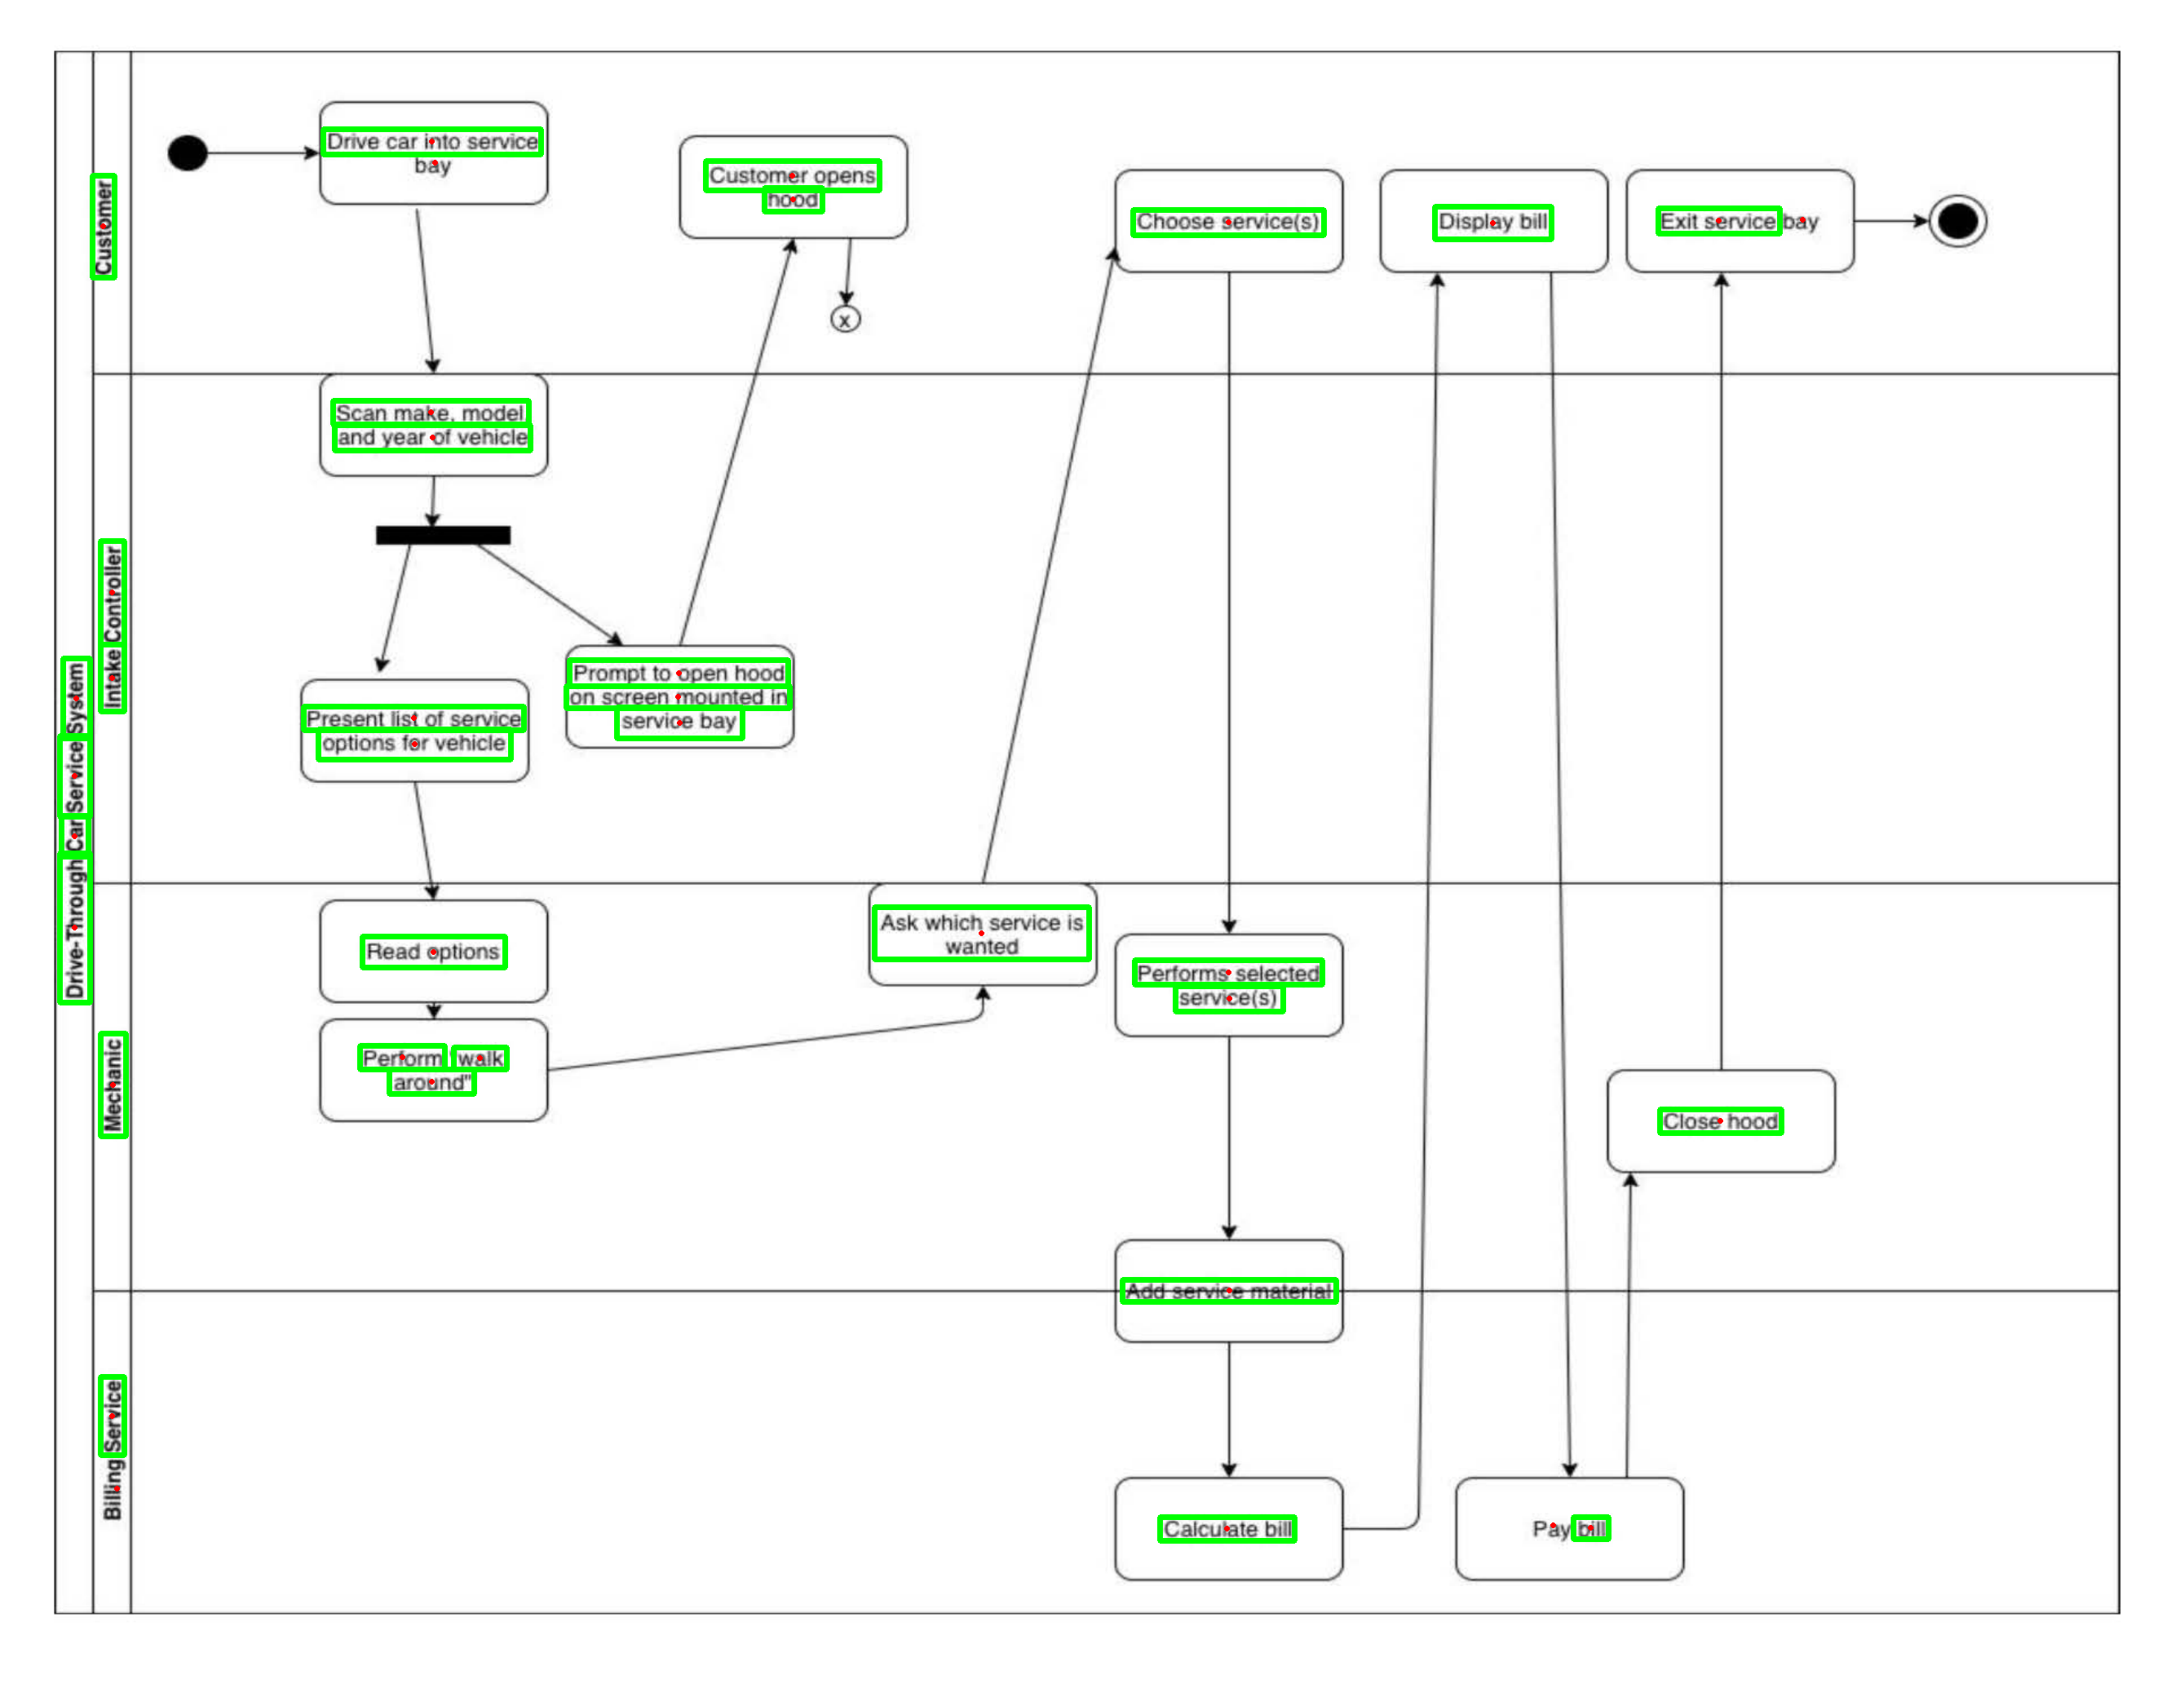 Drive-Through Car Service System
Customer
Drive car into service
bay
Customer opens
hood
x
Choose service(s)
Display bill
Exit service bay
Intake Controller
Scan make, model
and year of vehicle
Present list of service
options for vehicle
Prompt to open hood
on screen mounted in
service bay
Mechanic
Read options
Perform "walk
around"
Ask which service is
wanted
Performs selected
service(s)
Close hood
Add service material
Billing Service
Calculate bill
Pay bill